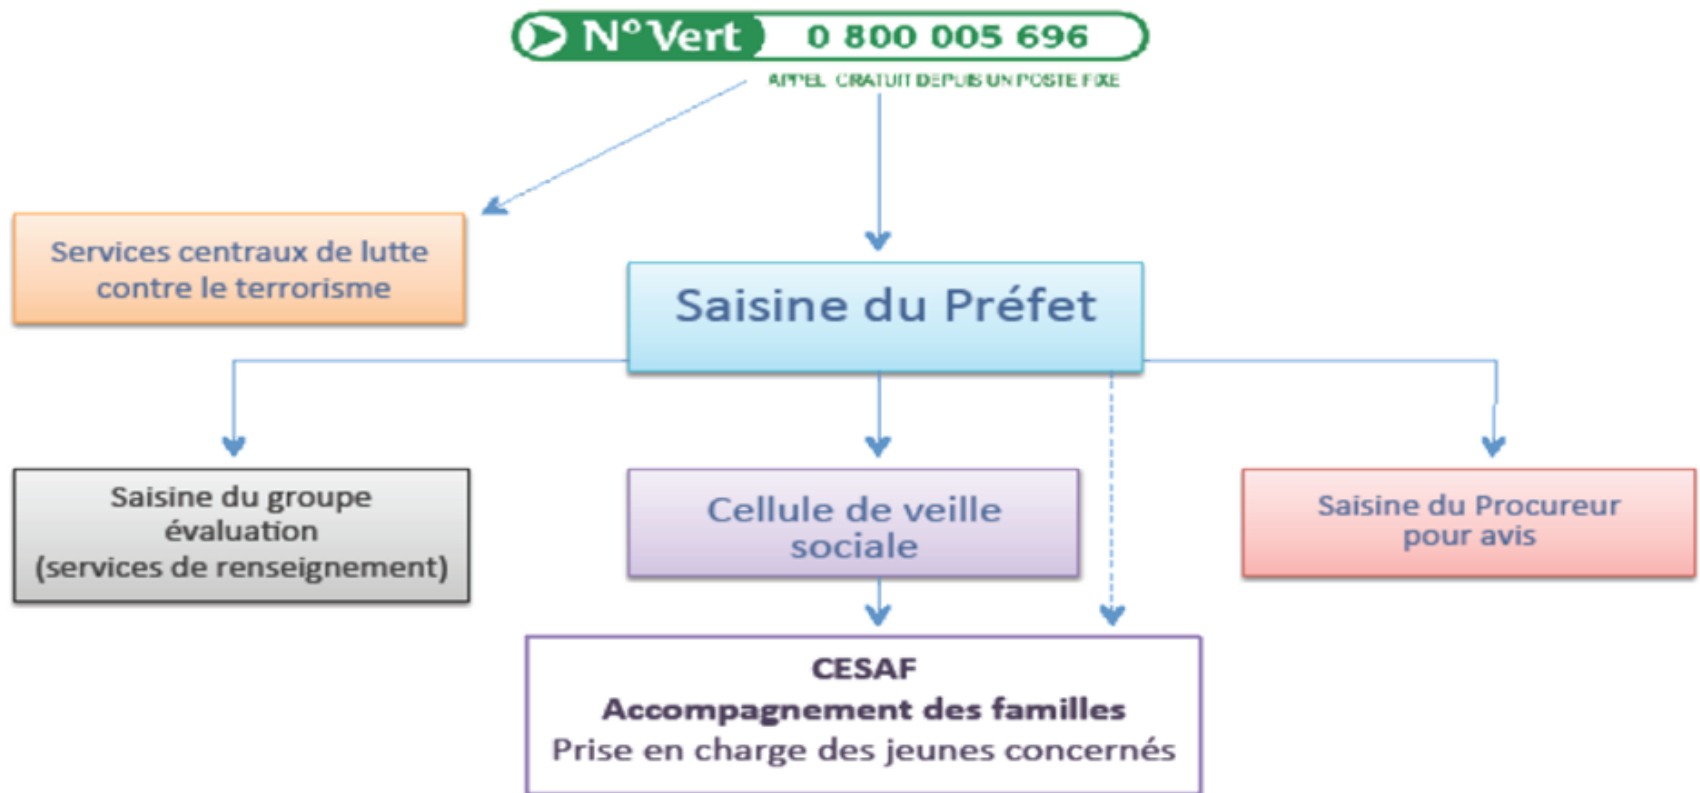 N° Vert 0 800 005 696
APPEL GRATUIT DEPUIS UN POSTE FIXE
Services centraux de lutte
contre le terrorisme
Saisine du Préfet
Saisine du groupe
évaluation
(services de renseignement)
Cellule de veille
sociale
Saisine du Procureur
pour avis
CESAF
Accompagnement des familles
Prise en charge des jeunes concernés